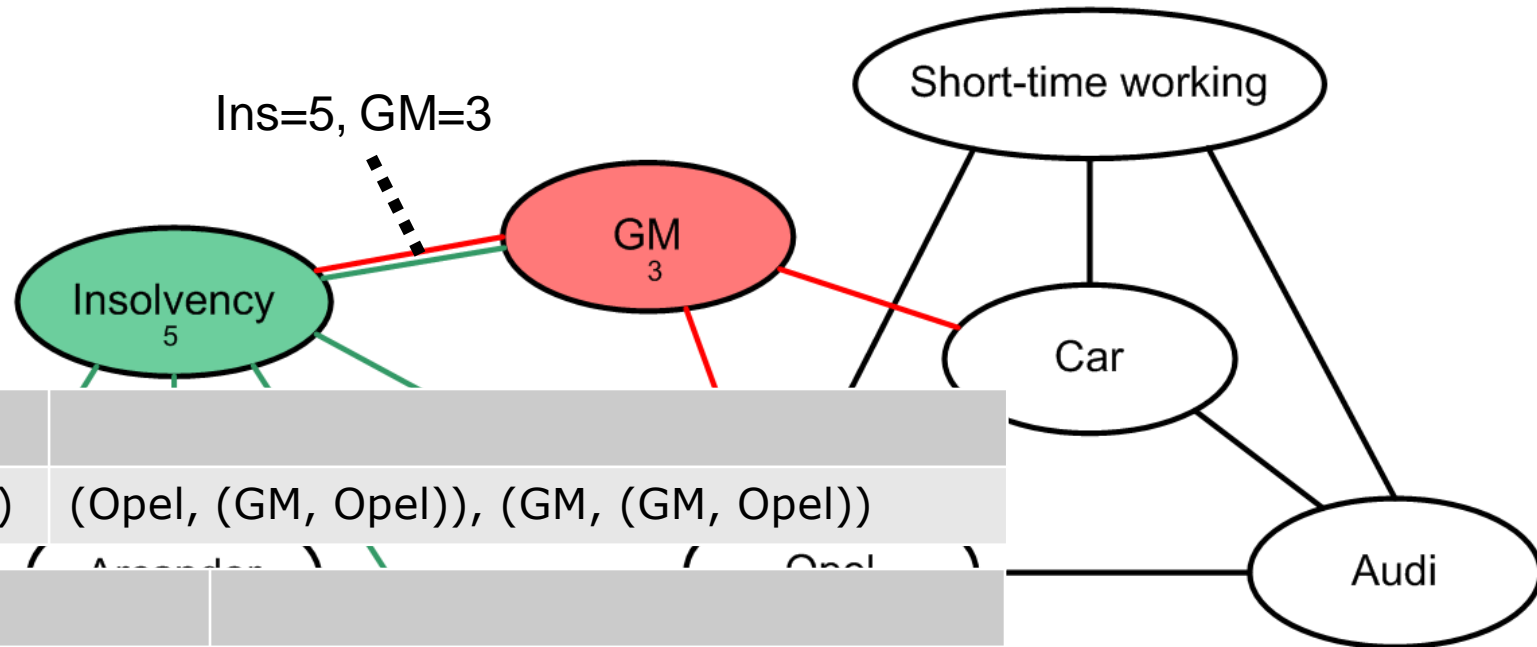 Short-time working
Ins=5, GM=3
GM
3
Insolvency
5
Car
) (Opel, (GM, Opel)), (GM, (GM, Opel))
Opel
Audi